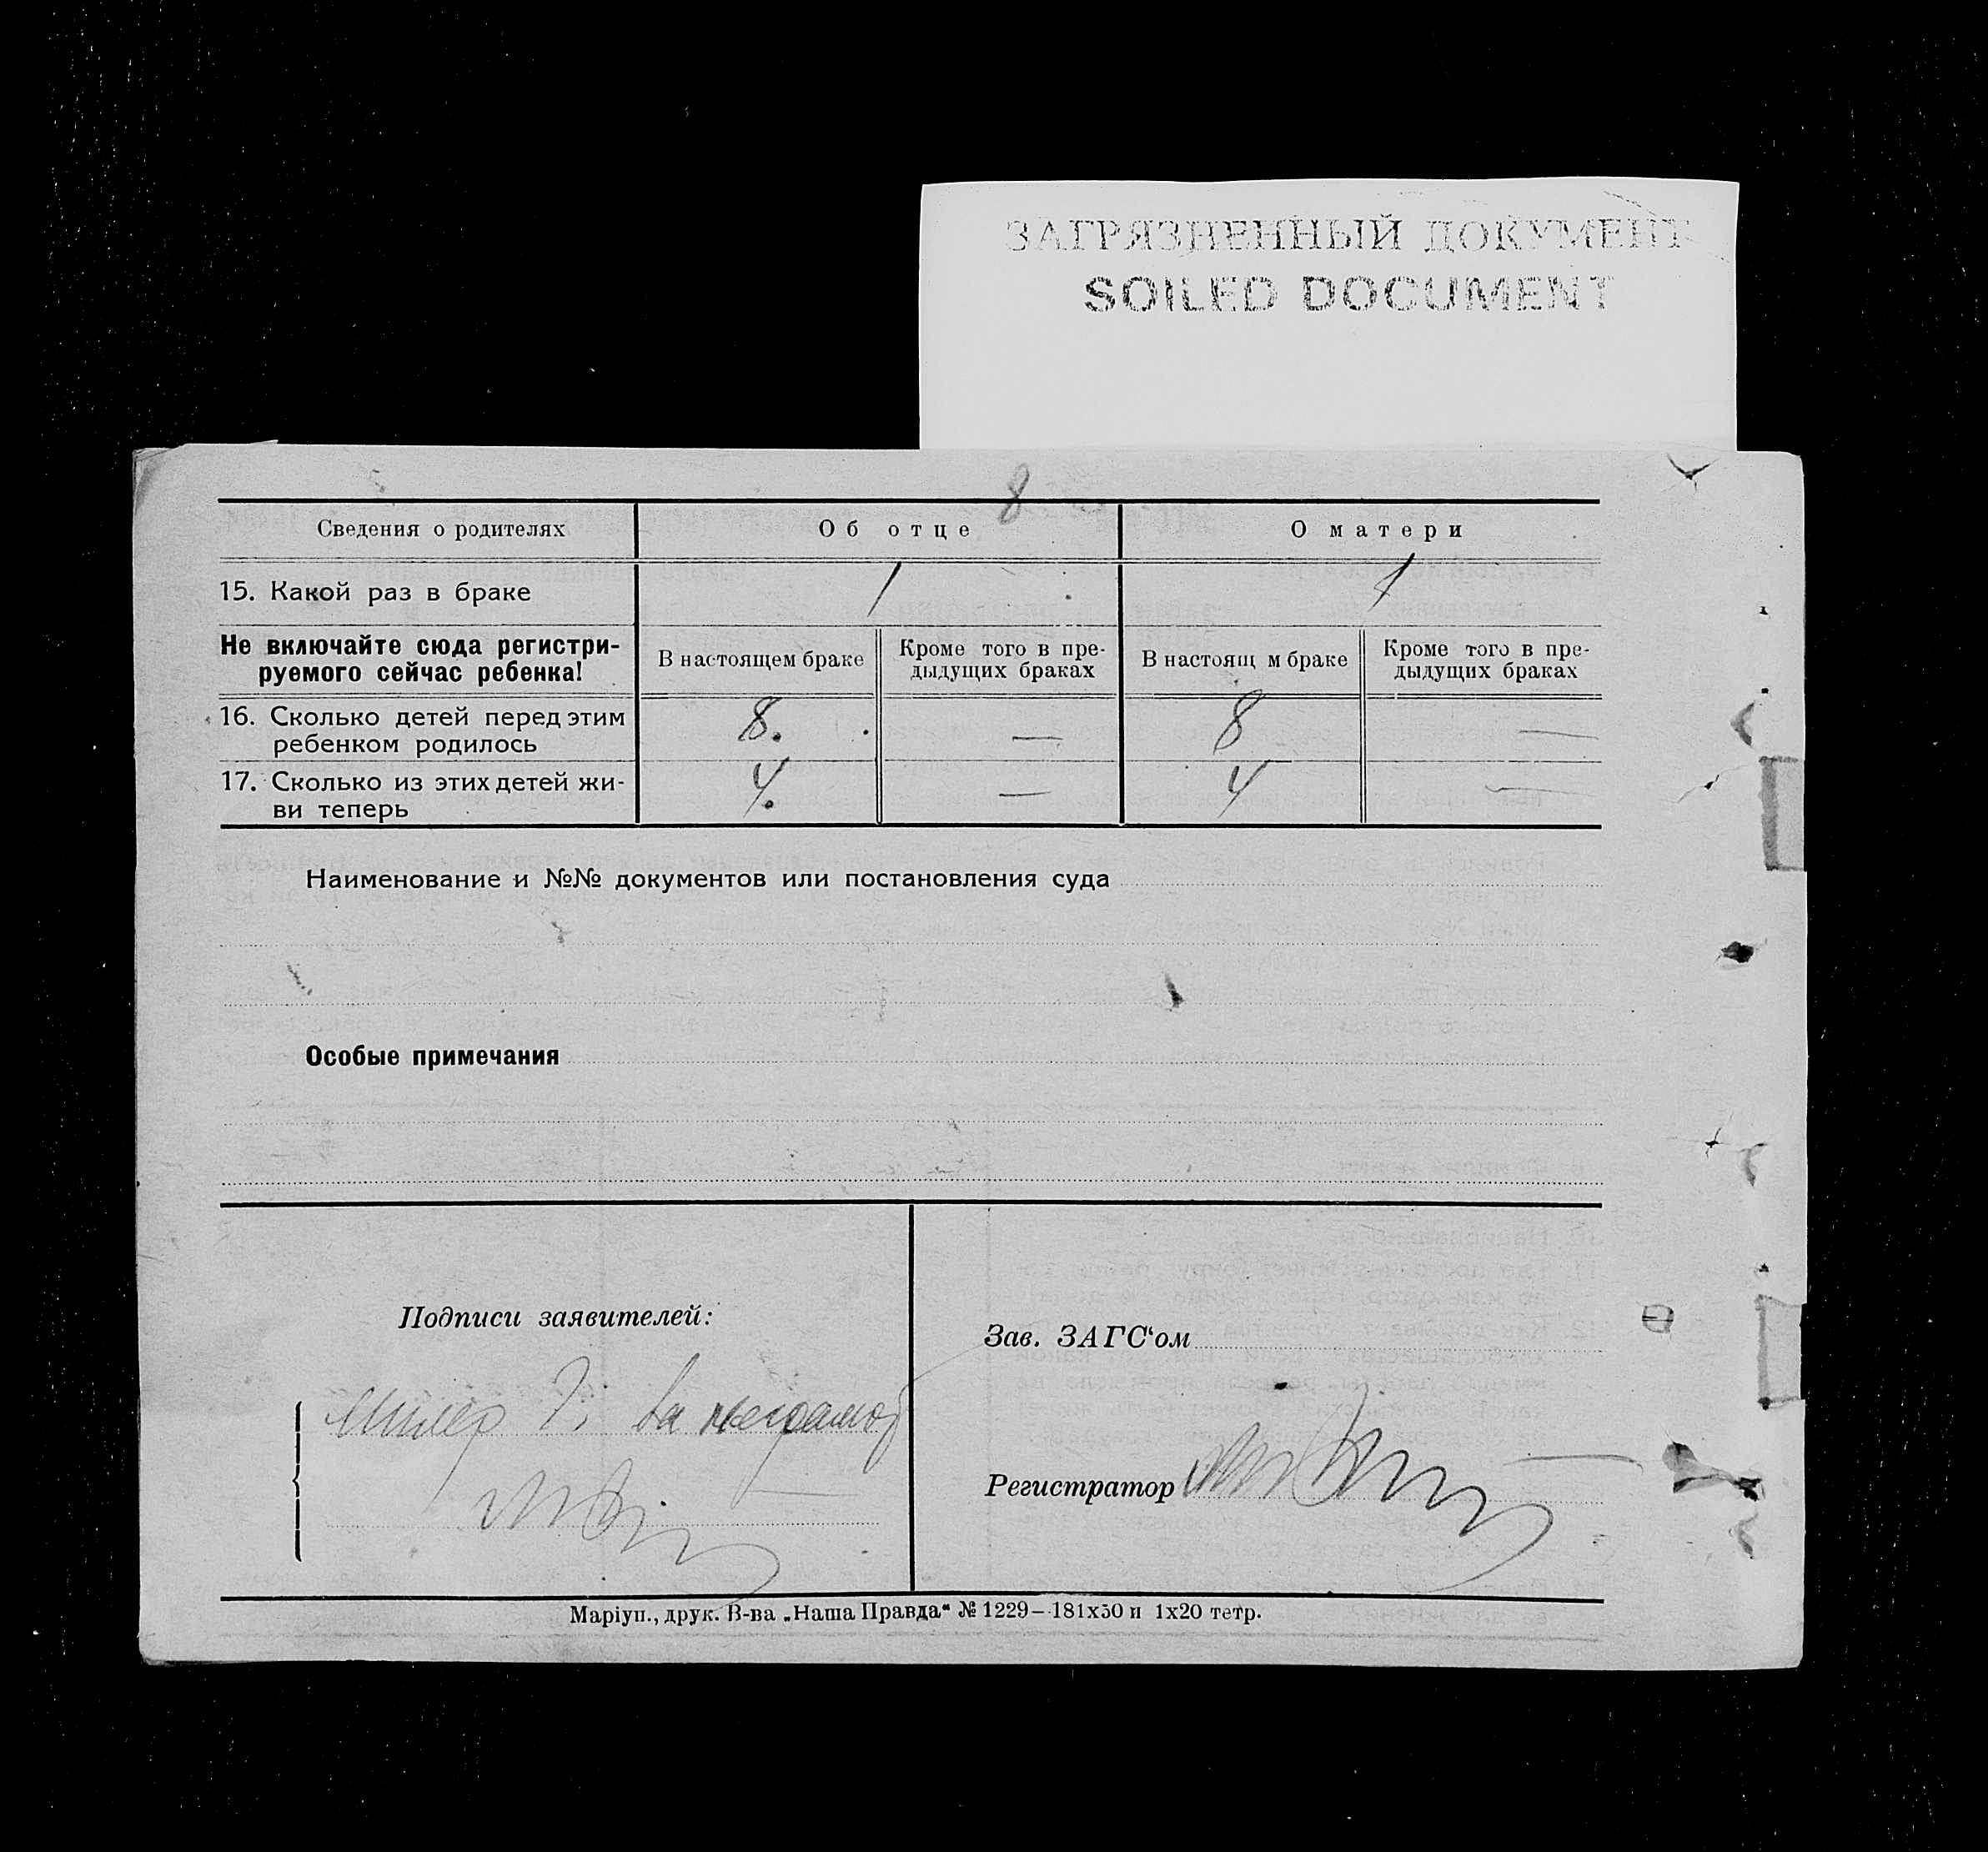 ЗАГРЯЗНЕННЫЙ ДОКУМЕНТ
SOILED DOCUMENT
8
Сведения о родителях Об отце О матери
15. Какой раз в браке 1 1
Не включайте сюда регистри-
руемого сейчас ребенка!
В настоящем браке
Кроме того в пре-
дыдущих браках
В настоящ м браке
Кроме того в пре-
дыдущих браках
16. Сколько детей перед этим
ребенком родилось
8. — 8 —
17. Сколько из этих детей жи-
ви теперь
4. — 4 —
Наименование и №№ документов или постановления суда
Особые примечания
Подписи заявителей:
Зав. ЗАГС‘ом
Милер
Регистратор
Маріуп., друк. В-ва „Наша Правда“ № 1229–181х50 и 1х20 тетр.